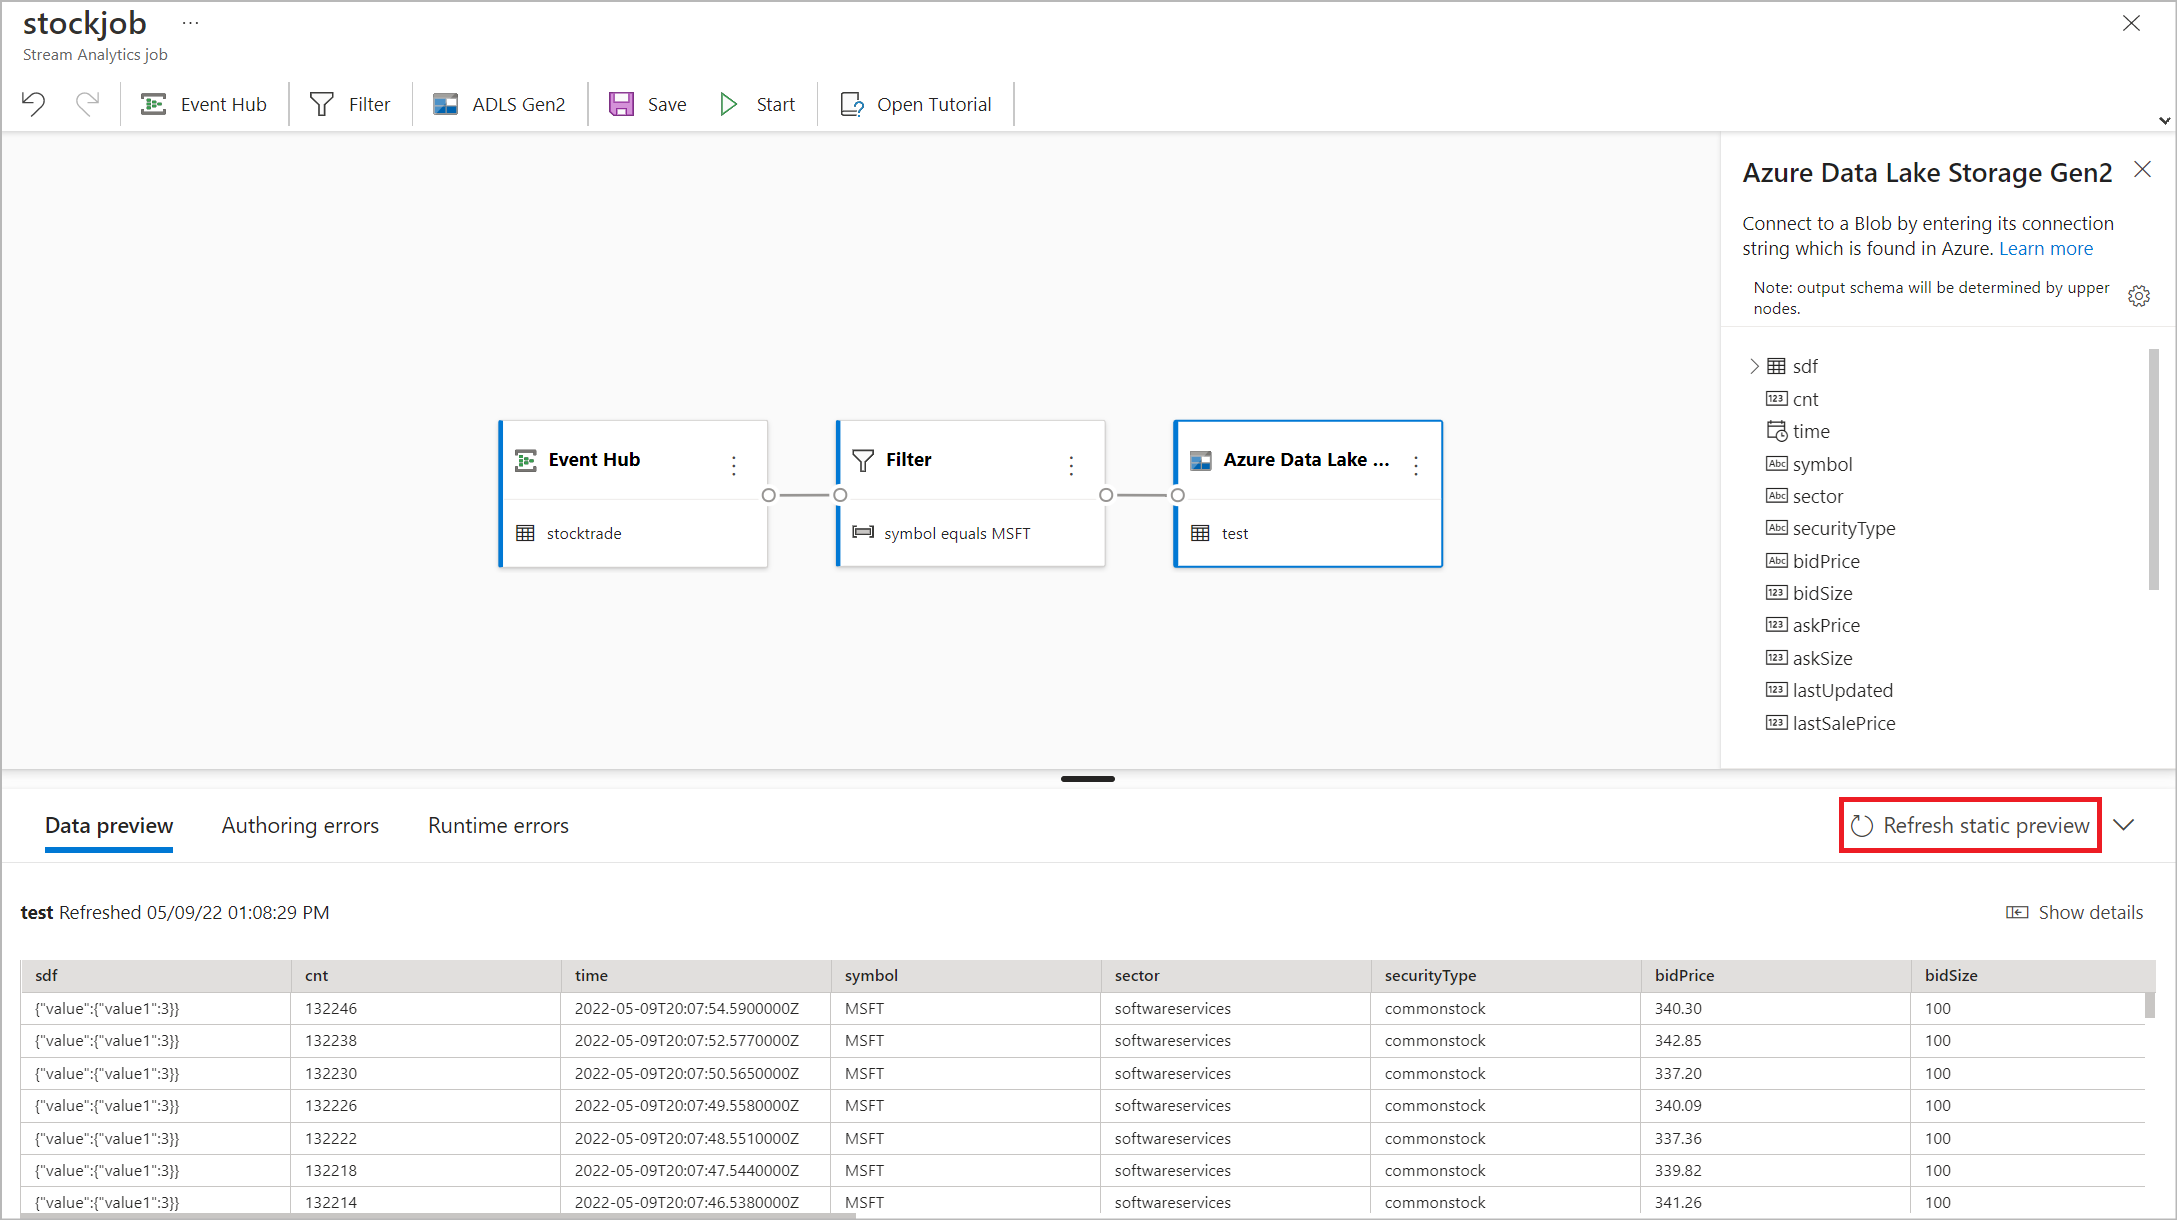 stockjob ...
Stream Analytics job
Event Hub Filter ADLS Gen2 Save Start Open Tutorial
Azure Data Lake Storage Gen2
Connect to a Blob by entering its connection
string which is found in Azure. Learn more
Note: output schema will be determined by upper
nodes.
sdf
123 cnt
time
Abc symbol
Abc sector
Abc securityType
Abc bidPrice
123 bidSize
123 askPrice
123 askSize
123 lastUpdated
123 lastSalePrice
Event Hub
stocktrade
Filter
symbol equals MSFT
Azure Data Lake ...
test
Data preview Authoring errors Runtime errors Refresh static preview
test Refreshed 05/09/22 01:08:29 PM Show details
sdf cnt time symbol sector securityType bidPrice bidSize
{"value":{"value1":3}} 132246 2022-05-09T20:07:54.5900000Z MSFT softwareservices commonstock 340.30 100
{"value":{"value1":3}} 132238 2022-05-09T20:07:52.5770000Z MSFT softwareservices commonstock 342.85 100
{"value":{"value1":3}} 132230 2022-05-09T20:07:50.5650000Z MSFT softwareservices commonstock 337.20 100
{"value":{"value1":3}} 132226 2022-05-09T20:07:49.5580000Z MSFT softwareservices commonstock 340.09 100
{"value":{"value1":3}} 132222 2022-05-09T20:07:48.5510000Z MSFT softwareservices commonstock 337.36 100
{"value":{"value1":3}} 132218 2022-05-09T20:07:47.5440000Z MSFT softwareservices commonstock 339.82 100
{"value":{"value1":3}} 132214 2022-05-09T20:07:46.5380000Z MSFT softwareservices commonstock 341.26 100